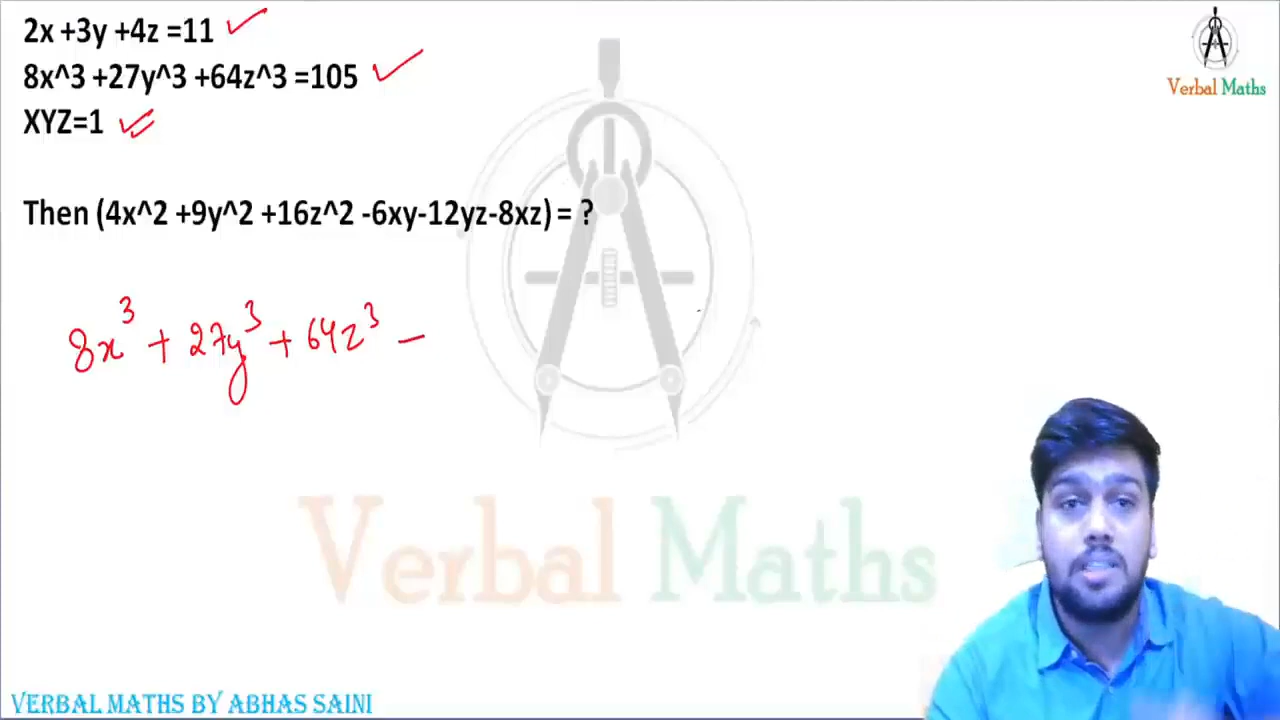 2x +3y +4z =11
8x^3 +27y^3 +64z^3 =105
XYZ=1
Then (4x^2 +9y^2 +16z^2 -6xy-12yz-8xz) = ?
8x³ + 27y³ + 64z³ −
Verbal Maths
Verbal Maths
VERBAL MATHS BY ABHAS SAINI